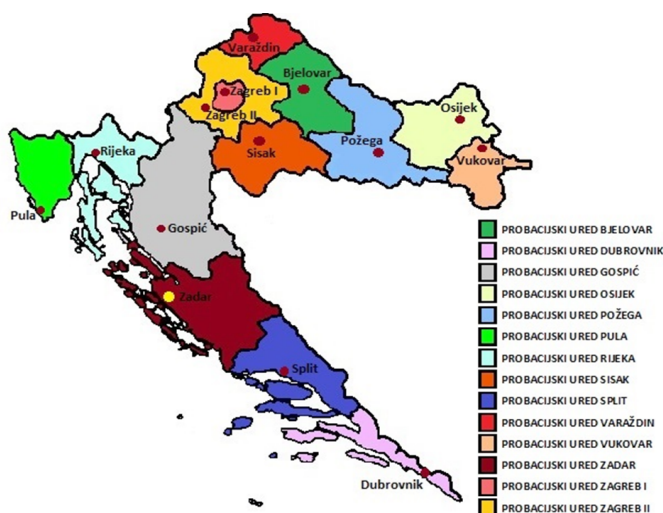 Varaždin
Bjelovar
Zagreb I
Zagreb II
Osijek
Sisak
Požega
Vukovar
Rijeka
Pula
Gospić
Zadar
Split
Dubrovnik
PROBACIJSKI URED BJELOVAR
PROBACIJSKI URED DUBROVNIK
PROBACIJSKI URED GOSPIĆ
PROBACIJSKI URED OSIJEK
PROBACIJSKI URED POŽEGA
PROBACIJSKI URED PULA
PROBACIJSKI URED RIJEKA
PROBACIJSKI URED SISAK
PROBACIJSKI URED SPLIT
PROBACIJSKI URED VARAŽDIN
PROBACIJSKI URED VUKOVAR
PROBACIJSKI URED ZADAR
PROBACIJSKI URED ZAGREB I
PROBACIJSKI URED ZAGREB II